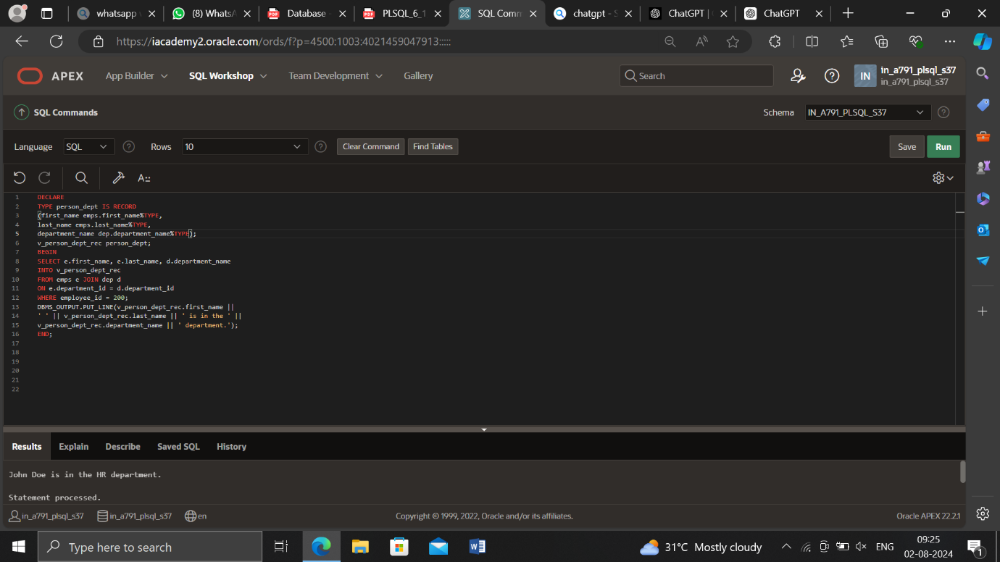 whatsapp
(8) WhatsA
Database -
PLSQL_6_1
SQL Comm
chatgpt - S
ChatGPT |
ChatGPT
https://iacademy2.oracle.com/ords/f?p=4500:1003:4021459047913:::::
APEX
App Builder
SQL Workshop
Team Development
Gallery
Search
IN
in_a791_plsql_s37
in_a791_plsql_s37
SQL Commands
Schema
IN_A791_PLSQL_S37
Language
SQL
Rows
10
Clear Command
Find Tables
Save
Run
A::
1 DECLARE
2 TYPE person_dept IS RECORD
3 (first_name emps.first_name%TYPE,
4 last_name emps.last_name%TYPE,
5 department_name dep.department_name%TYPE);
6 v_person_dept_rec person_dept;
7 BEGIN
8 SELECT e.first_name, e.last_name, d.department_name
9 INTO v_person_dept_rec
10 FROM emps e JOIN dep d
11 ON e.department_id = d.department_id
12 WHERE employee_id = 200;
13 DBMS_OUTPUT.PUT_LINE(v_person_dept_rec.first_name ||
14 ' ' || v_person_dept_rec.last_name || ' is in the ' ||
15 v_person_dept_rec.department_name || ' department.');
16 END;
17
18
19
20
21
22
Results
Explain
Describe
Saved SQL
History
John Doe is in the HR department.
Statement processed.
in_a791_plsql_s37
in_a791_plsql_s37
en
Copyright © 1999, 2022, Oracle and/or its affiliates.
Oracle APEX 22.2.1
Type here to search
31°C Mostly cloudy
ENG
09:25
02-08-2024
1